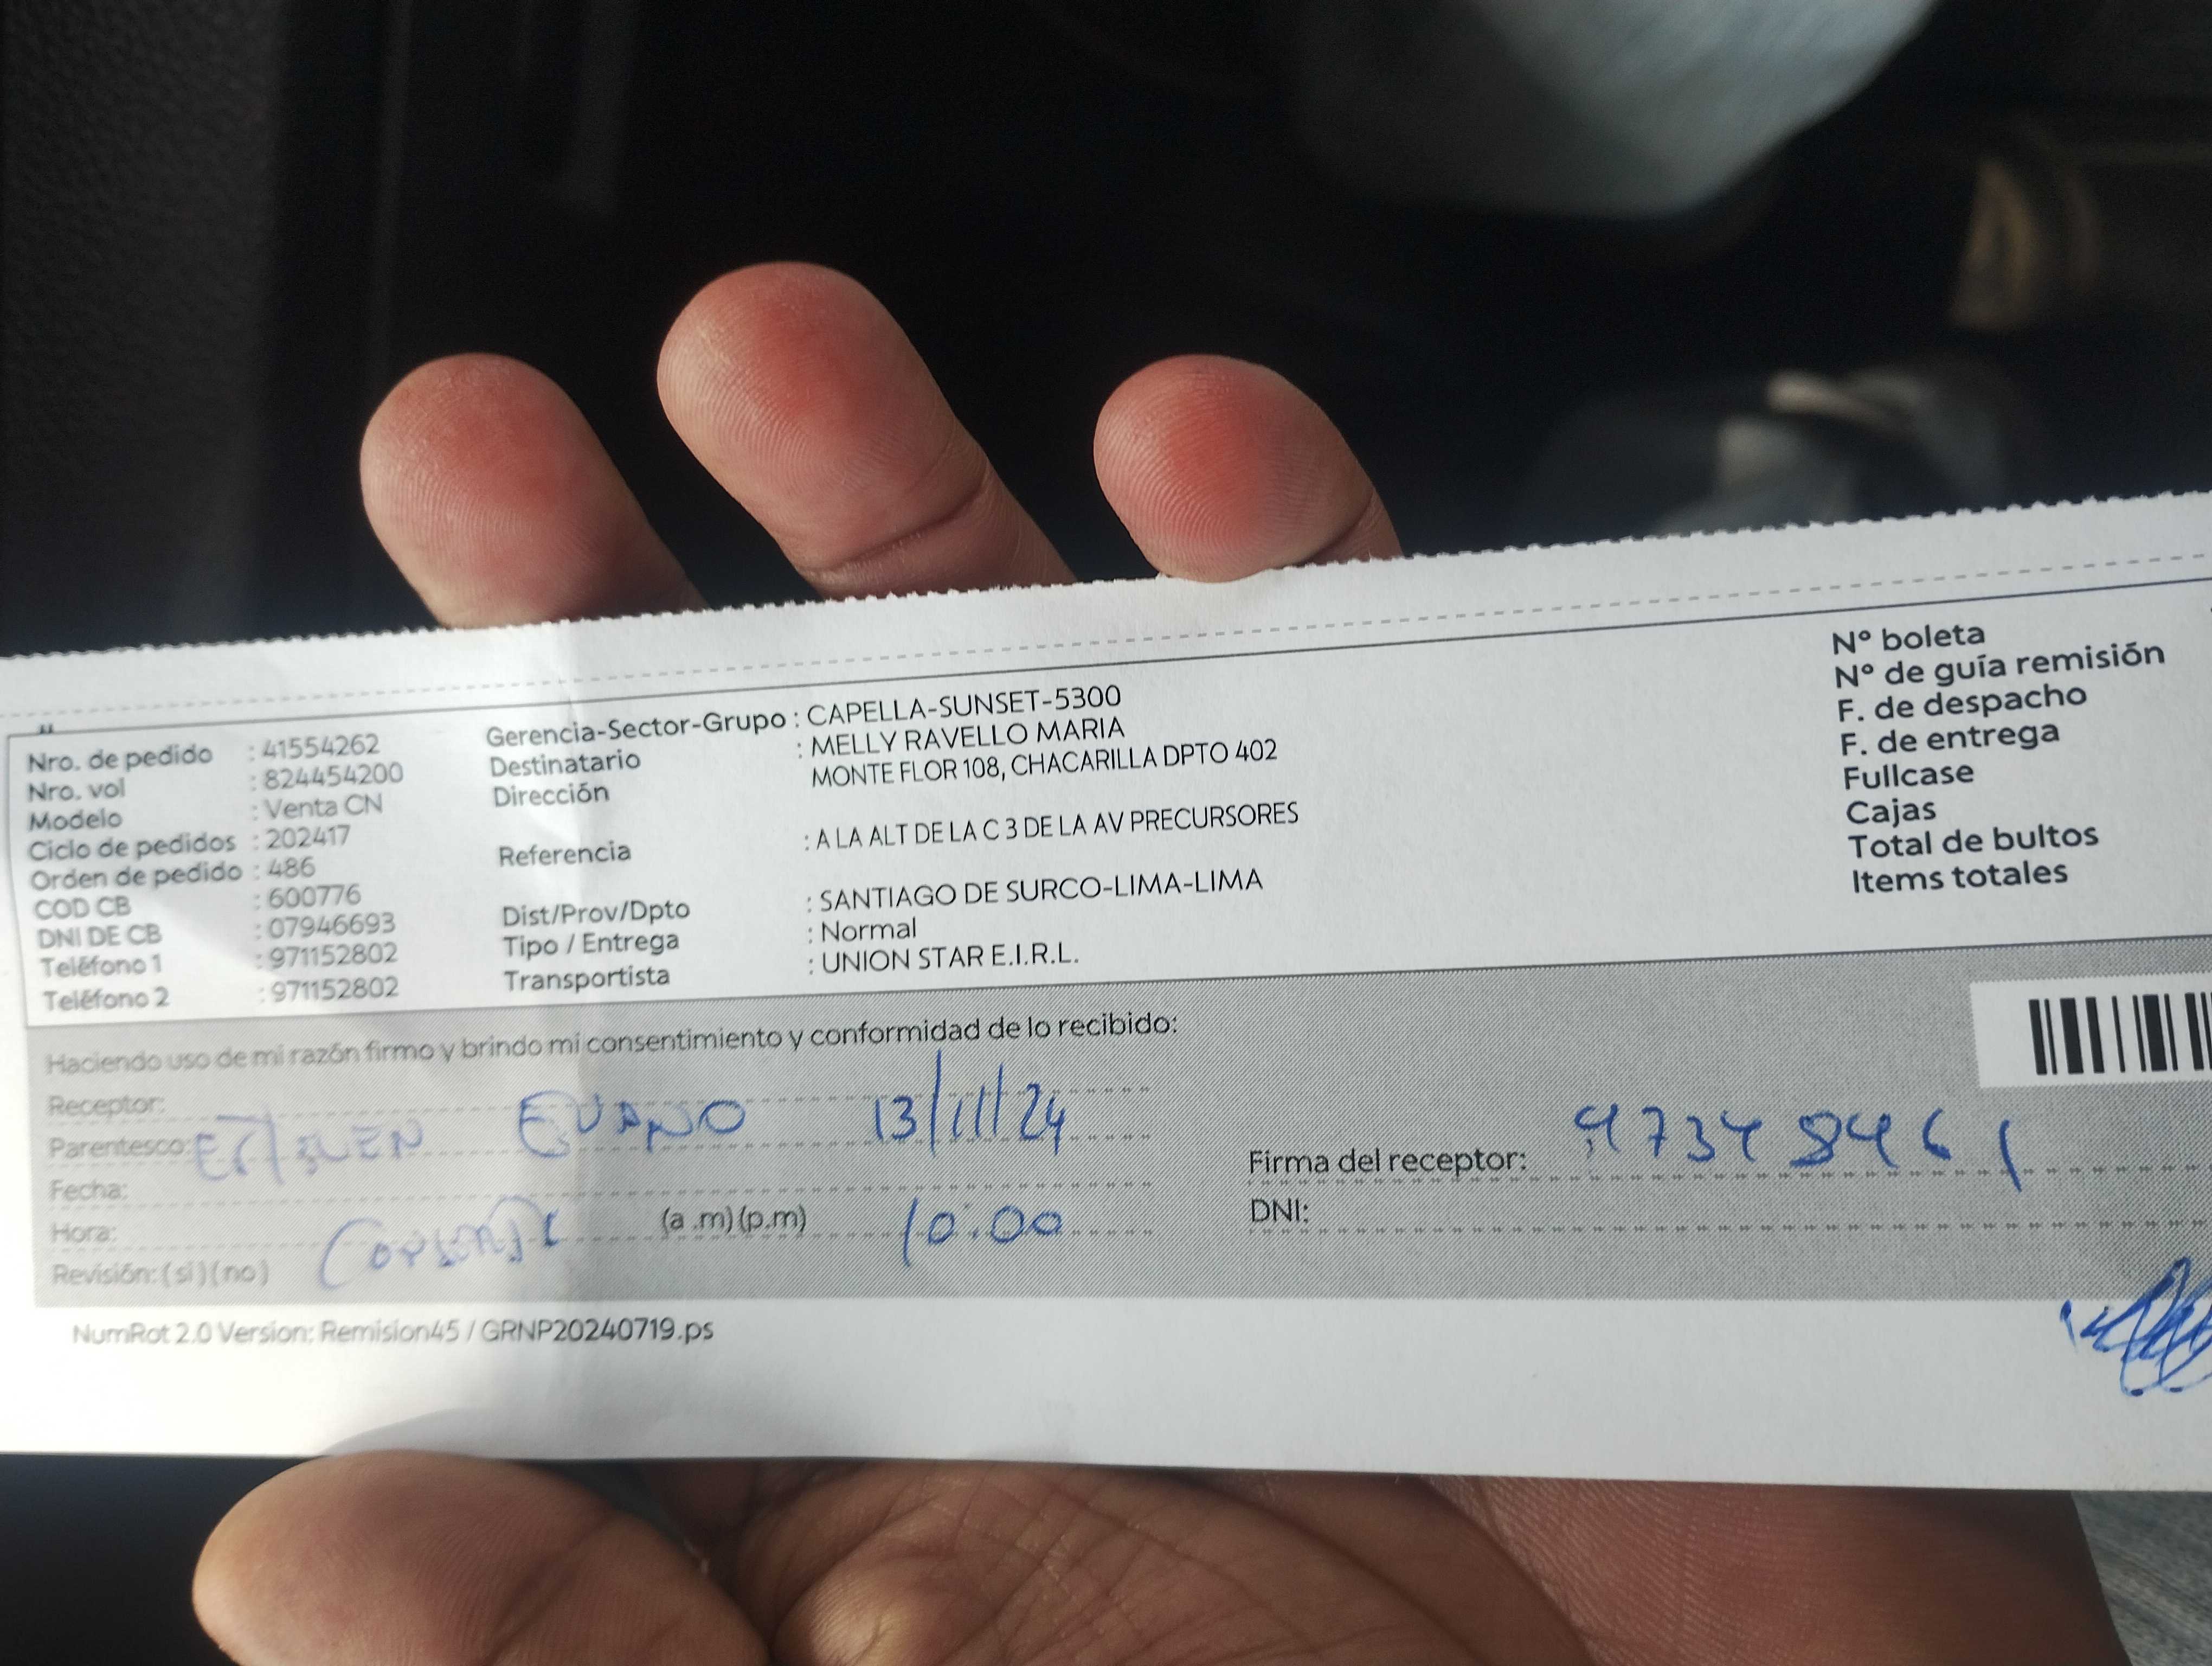 Nro. de pedido : 41554262
Nro. vol : 824454200
Modelo : Venta CN
Ciclo de pedidos : 202417
Orden de pedido : 486
COD CB : 600776
DNI DE CB : 07946693
Teléfono 1 : 971152802
Teléfono 2 : 971152802
Gerencia-Sector-Grupo : CAPELLA-SUNSET-5300
Destinatario : MELLY RAVELLO MARIA
Dirección MONTE FLOR 108, CHACARILLA DPTO 402
Referencia : A LA ALT DE LA C 3 DE LA AV PRECURSORES
Dist/Prov/Dpto : SANTIAGO DE SURCO-LIMA-LIMA
Tipo / Entrega : Normal
Transportista : UNION STAR E.I.R.L.
Nº boleta
Nº de guía remisión
F. de despacho
F. de entrega
Fullcase
Cajas
Total de bultos
Items totales
Haciendo uso de mi razón firmo y brindo mi consentimiento y conformidad de lo recibido:
Receptor:
Parentesco: 13/11/24
Fecha:
Hora: (a .m)(p.m) 10:00
Revisión: (si)(no)
Firma del receptor: 47348461
DNI:
NumRot 2.0 Version: Remision45 / GRNP20240719.ps